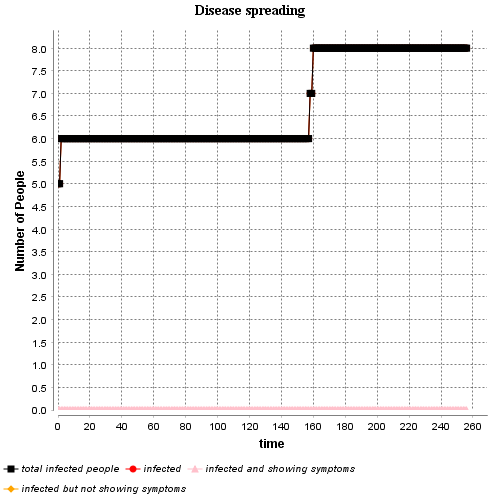 Disease spreading
8.0
7.5
7.0
6.5
6.0
5.5
5.0
4.5
4.0
3.5
3.0
2.5
2.0
1.5
1.0
0.5
0.0
Number of People
0 20 40 60 80 100 120 140 160 180 200 220 240 260
time
total infected people infected infected and showing symptoms
infected but not showing symptoms